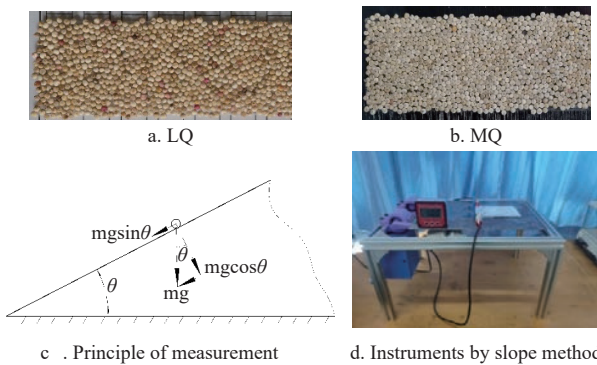 a. LQ
b. MQ
mgsinθ
θ
mgcosθ
θ
mg
c . Principle of measurement
d. Instruments by slope method